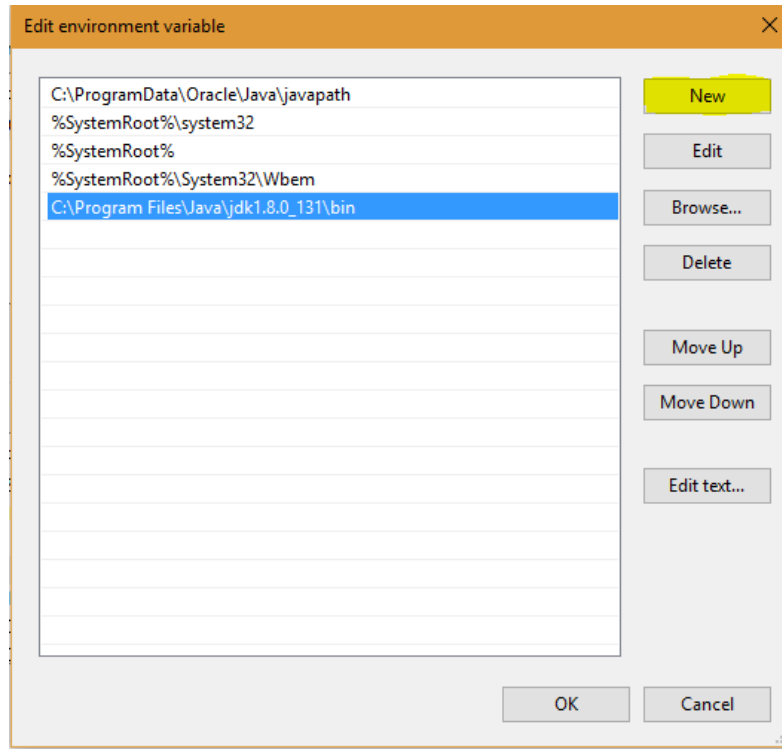 Edit environment variable
C:\ProgramData\Oracle\Java\javapath
%SystemRoot%\system32
%SystemRoot%
%SystemRoot%\System32\Wbem
C:\Program Files\Java\jdk1.8.0_131\bin
New
Edit
Browse...
Delete
Move Up
Move Down
Edit text...
OK
Cancel